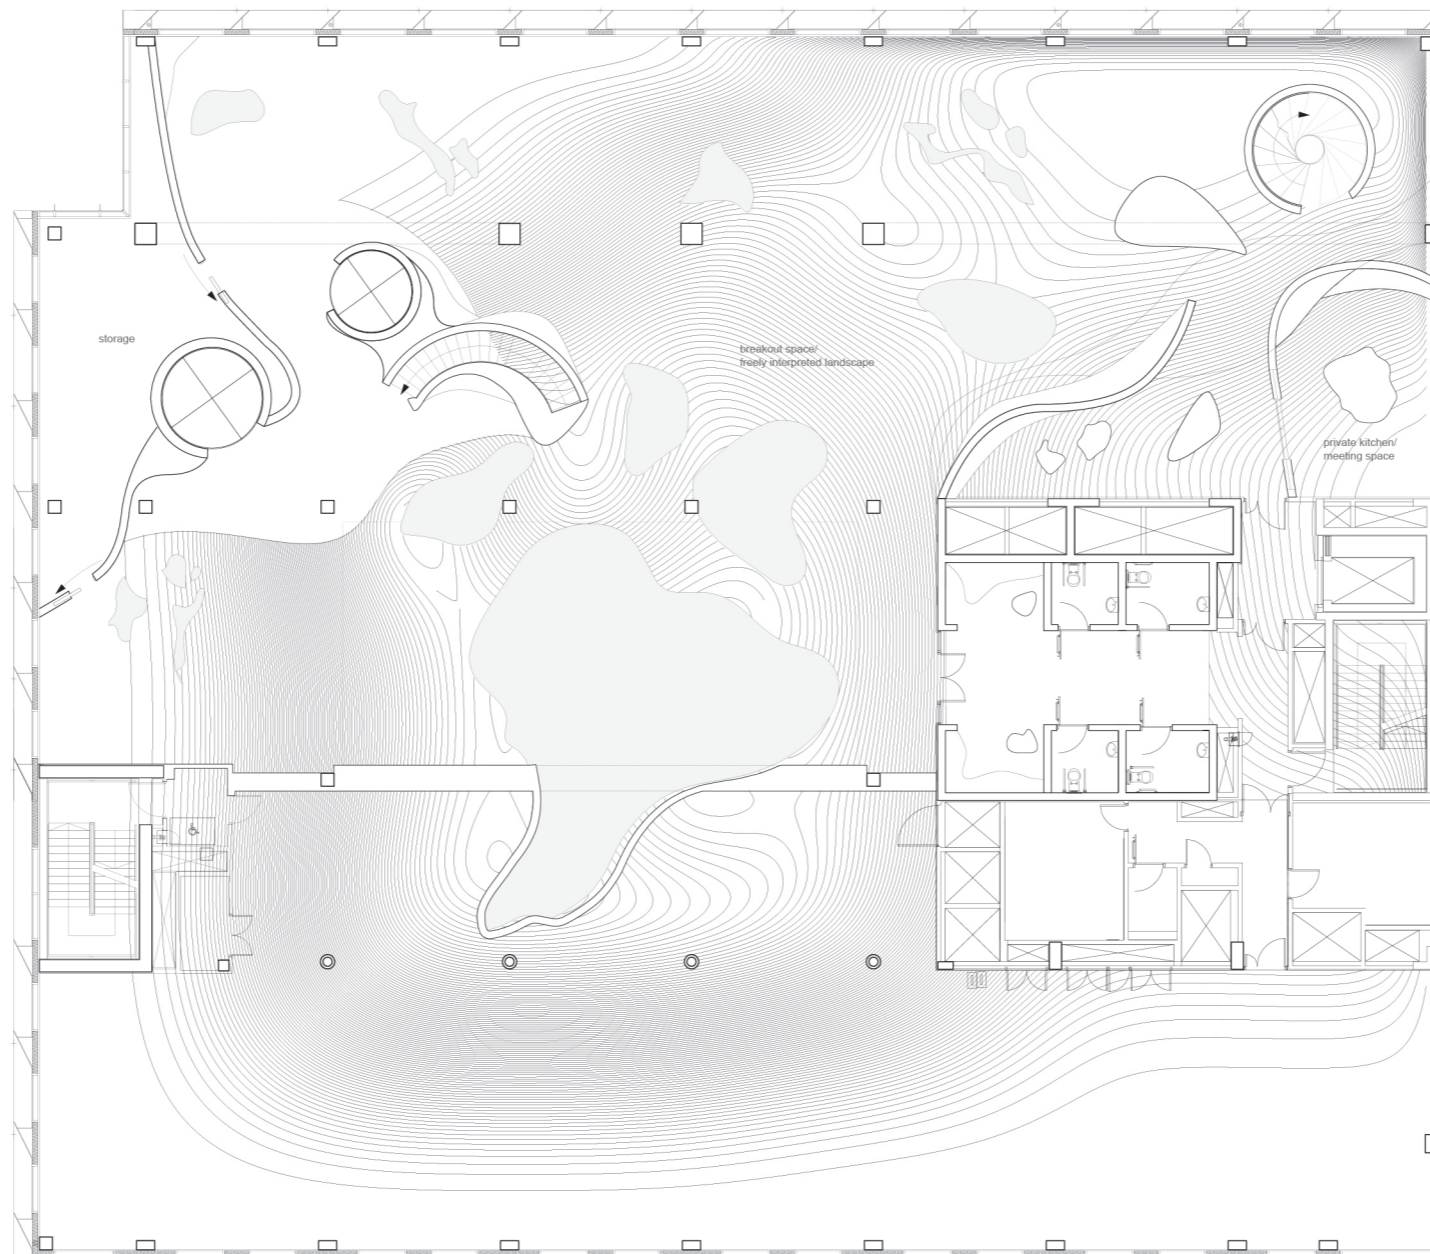 storage
breakout space/
freely interpreted landscape
private kitchen/
meeting space